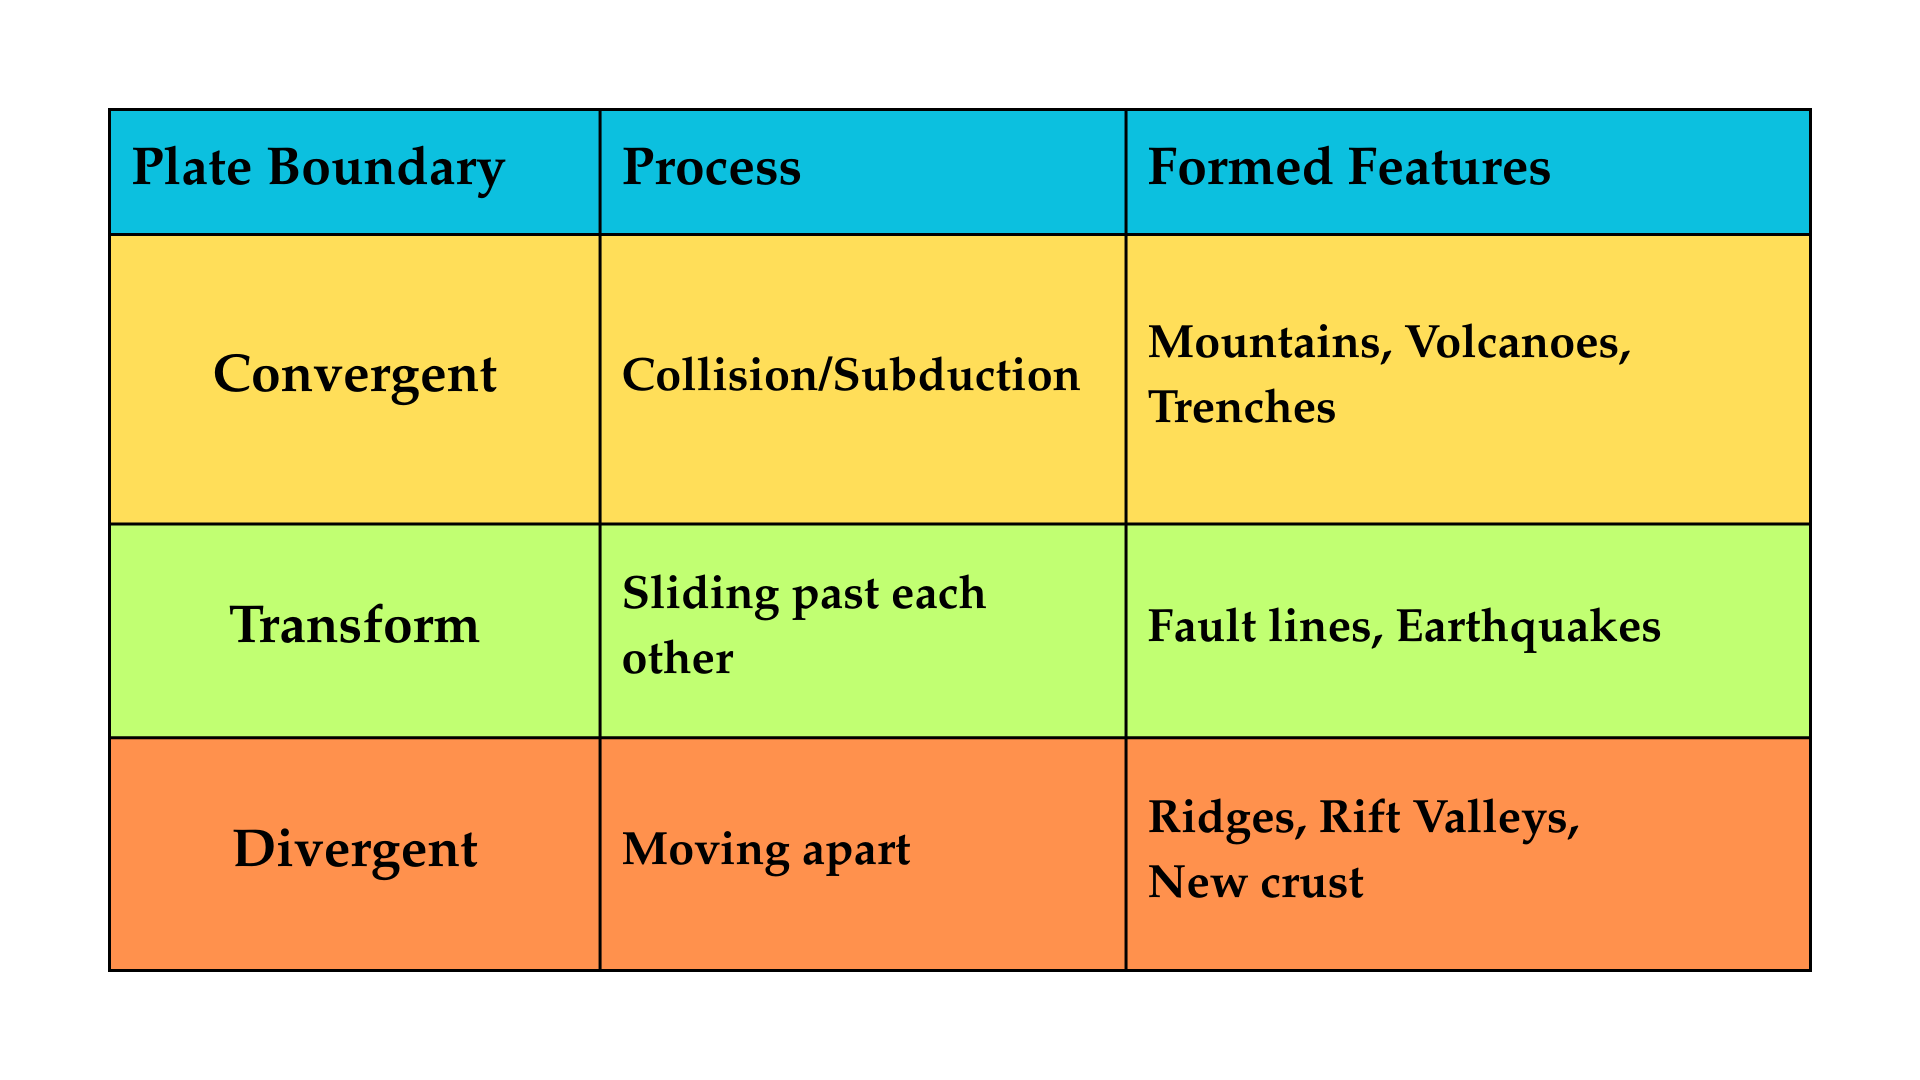 Plate Boundary
Process
Formed Features
Convergent
Collision/Subduction
Mountains, Volcanoes,
Trenches
Transform
Sliding past each
other
Fault lines, Earthquakes
Divergent
Moving apart
Ridges, Rift Valleys,
New crust